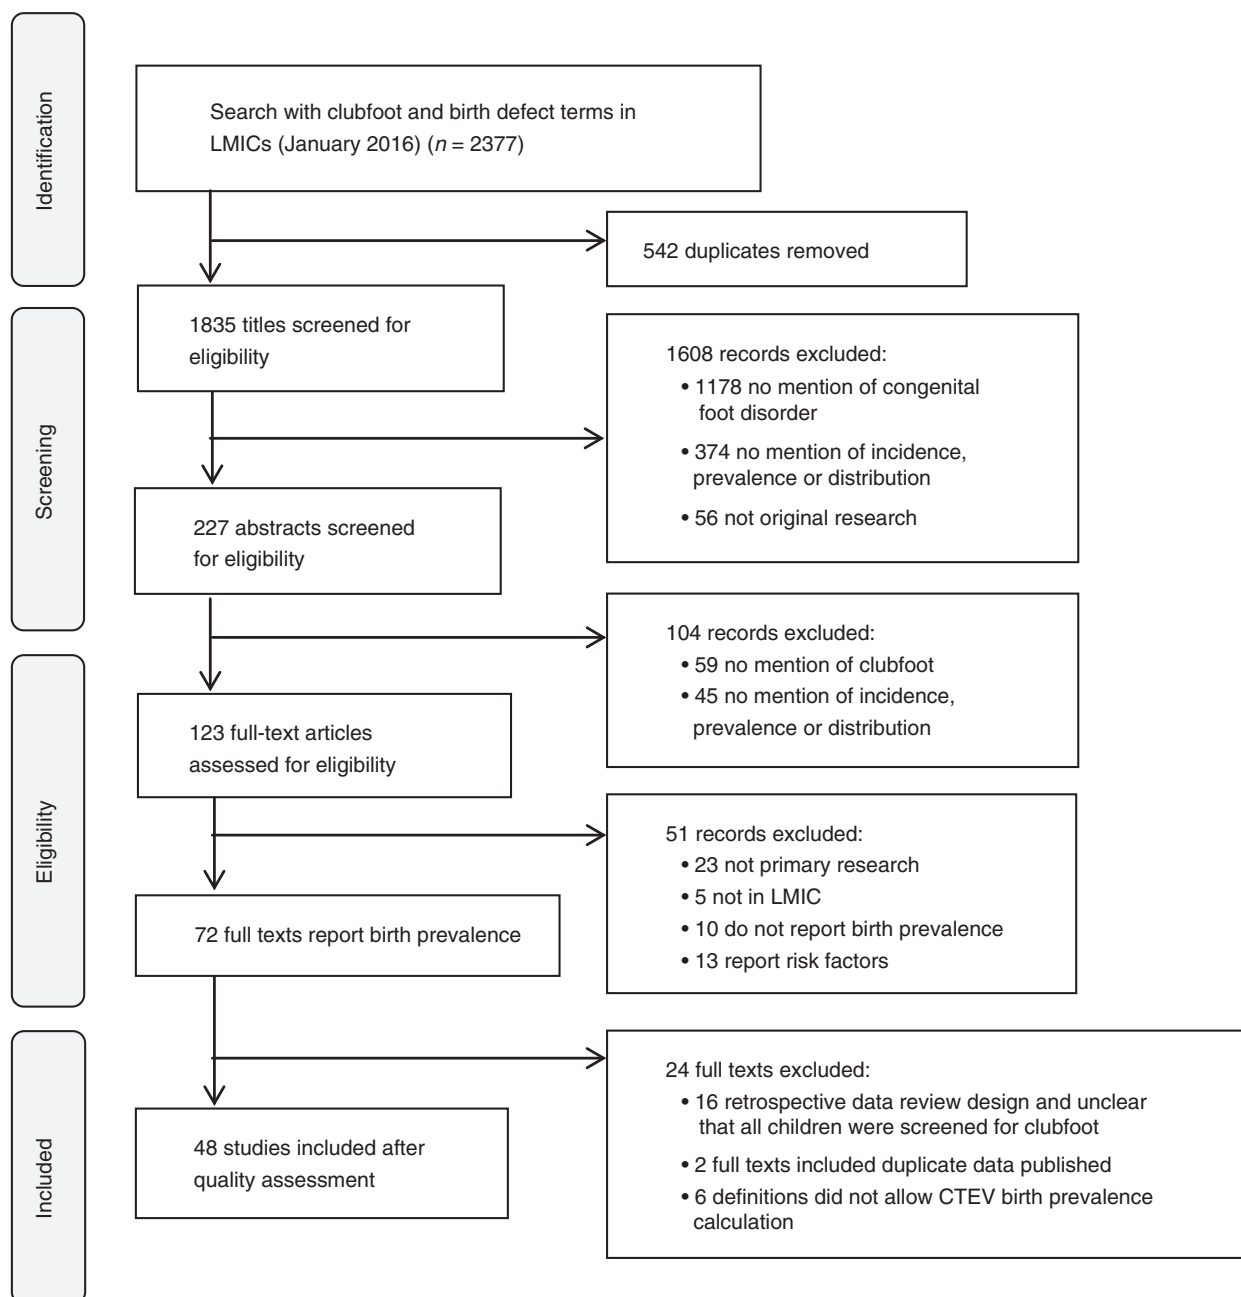 Identification
Search with clubfoot and birth defect terms in
LMICs (January 2016) (n = 2377)
542 duplicates removed
Screening
1835 titles screened for
eligibility
1608 records excluded:
• 1178 no mention of congenital
foot disorder
• 374 no mention of incidence,
prevalence or distribution
• 56 not original research
227 abstracts screened
for eligibility
104 records excluded:
• 59 no mention of clubfoot
• 45 no mention of incidence,
prevalence or distribution
Eligibility
123 full-text articles
assessed for eligibility
51 records excluded:
• 23 not primary research
• 5 not in LMIC
• 10 do not report birth prevalence
• 13 report risk factors
72 full texts report birth prevalence
Included
24 full texts excluded:
• 16 retrospective data review design and unclear
that all children were screened for clubfoot
• 2 full texts included duplicate data published
• 6 definitions did not allow CTEV birth prevalence
calculation
48 studies included after
quality assessment